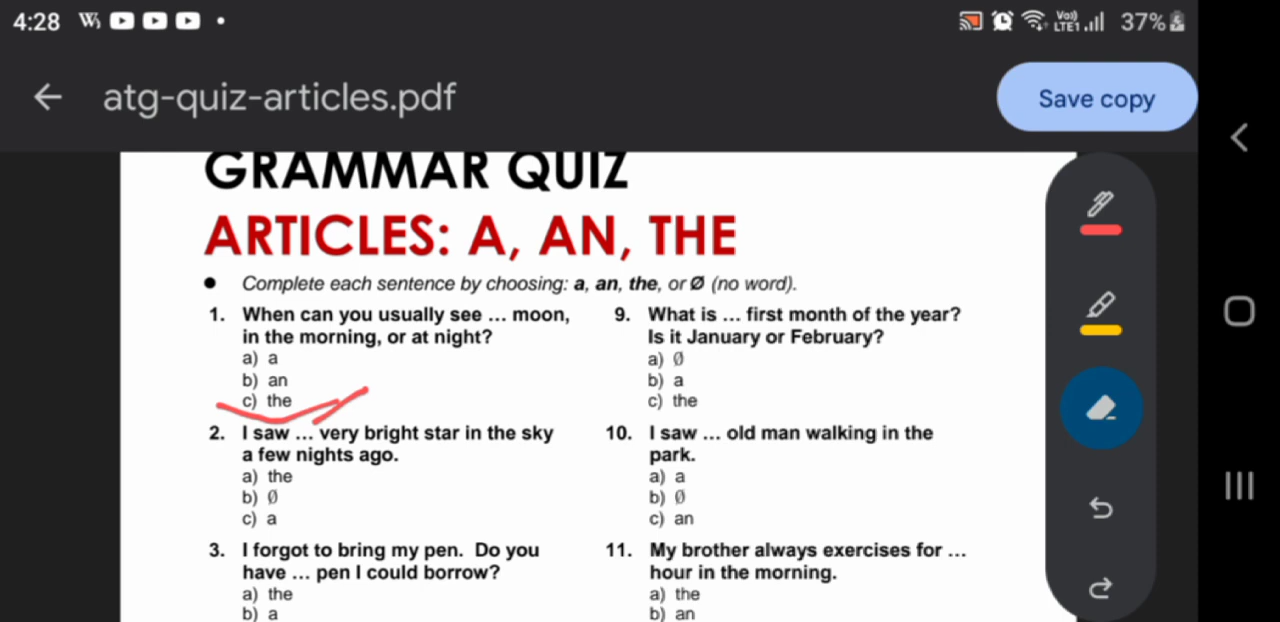 4:28 37%
Vo))
LTE1
atg-quiz-articles.pdf
Save copy
GRAMMAR QUIZ
ARTICLES: A, AN, THE
● Complete each sentence by choosing: a, an, the, or Ø (no word).
1. When can you usually see ... moon,
in the morning, or at night?
a) a
b) an
c) the
2. I saw ... very bright star in the sky
a few nights ago.
a) the
b) Ø
c) a
3. I forgot to bring my pen. Do you
have ... pen I could borrow?
a) the
b) a
9. What is ... first month of the year?
Is it January or February?
a) Ø
b) a
c) the
10. I saw ... old man walking in the
park.
a) a
b) Ø
c) an
11. My brother always exercises for ...
hour in the morning.
a) the
b) an